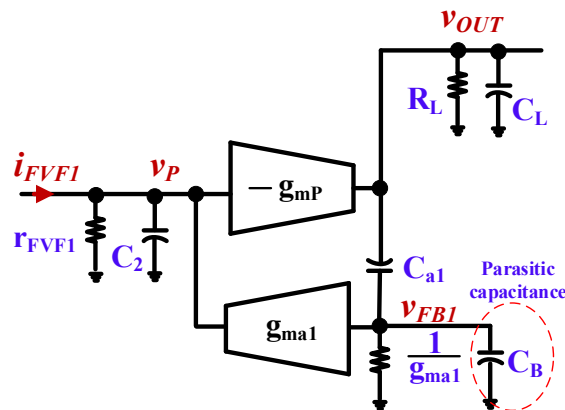 v_OUT
R_L
C_L
i_FVF1
v_P
− g_mP
r_FVF1
C_2
C_a1
Parasitic
capacitance
g_ma1
v_FB1
1
g_ma1
C_B